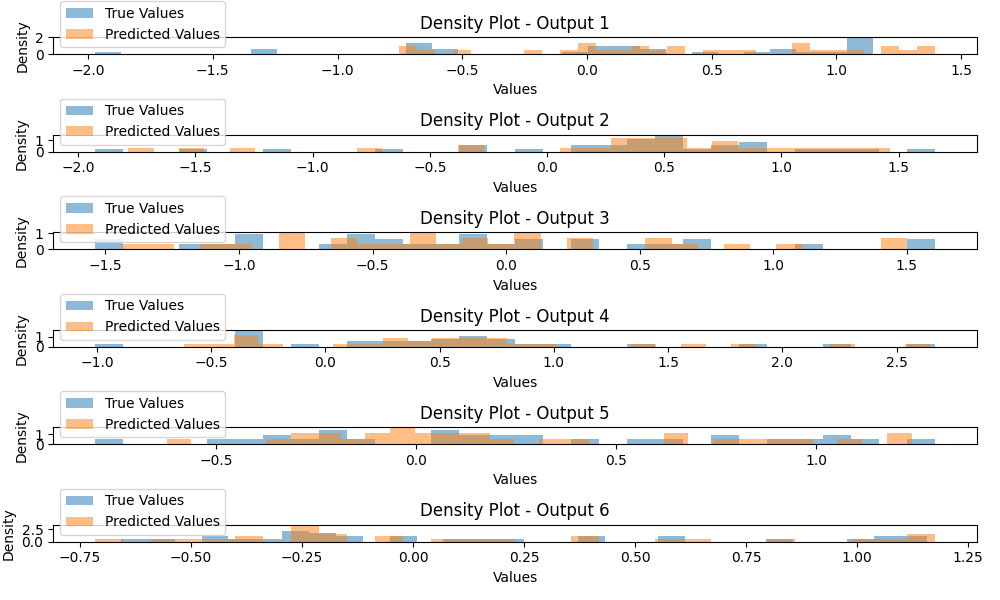 Density Plot - Output 1
True Values
Predicted Values
Density
2
0
−2.0 −1.5 −1.0 −0.5 0.0 0.5 1.0 1.5
Values
Density Plot - Output 2
True Values
Predicted Values
Density
1
0
−2.0 −1.5 −1.0 −0.5 0.0 0.5 1.0 1.5
Values
Density Plot - Output 3
True Values
Predicted Values
Density
1
0
−1.5 −1.0 −0.5 0.0 0.5 1.0 1.5
Values
Density Plot - Output 4
True Values
Predicted Values
Density
1
0
−1.0 −0.5 0.0 0.5 1.0 1.5 2.0 2.5
Values
Density Plot - Output 5
True Values
Predicted Values
Density
1
0
−0.5 0.0 0.5 1.0
Values
Density Plot - Output 6
True Values
Predicted Values
Density
2.5
0.0
−0.75 −0.50 −0.25 0.00 0.25 0.50 0.75 1.00 1.25
Values